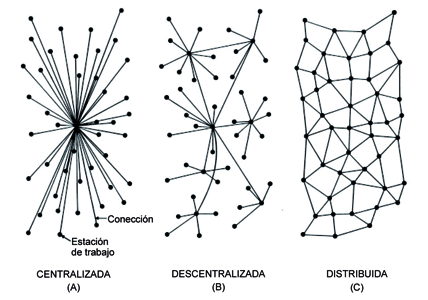 Conección
Estación
de trabajo
CENTRALIZADA
(A)
DESCENTRALIZADA
(B)
DISTRIBUIDA
(C)